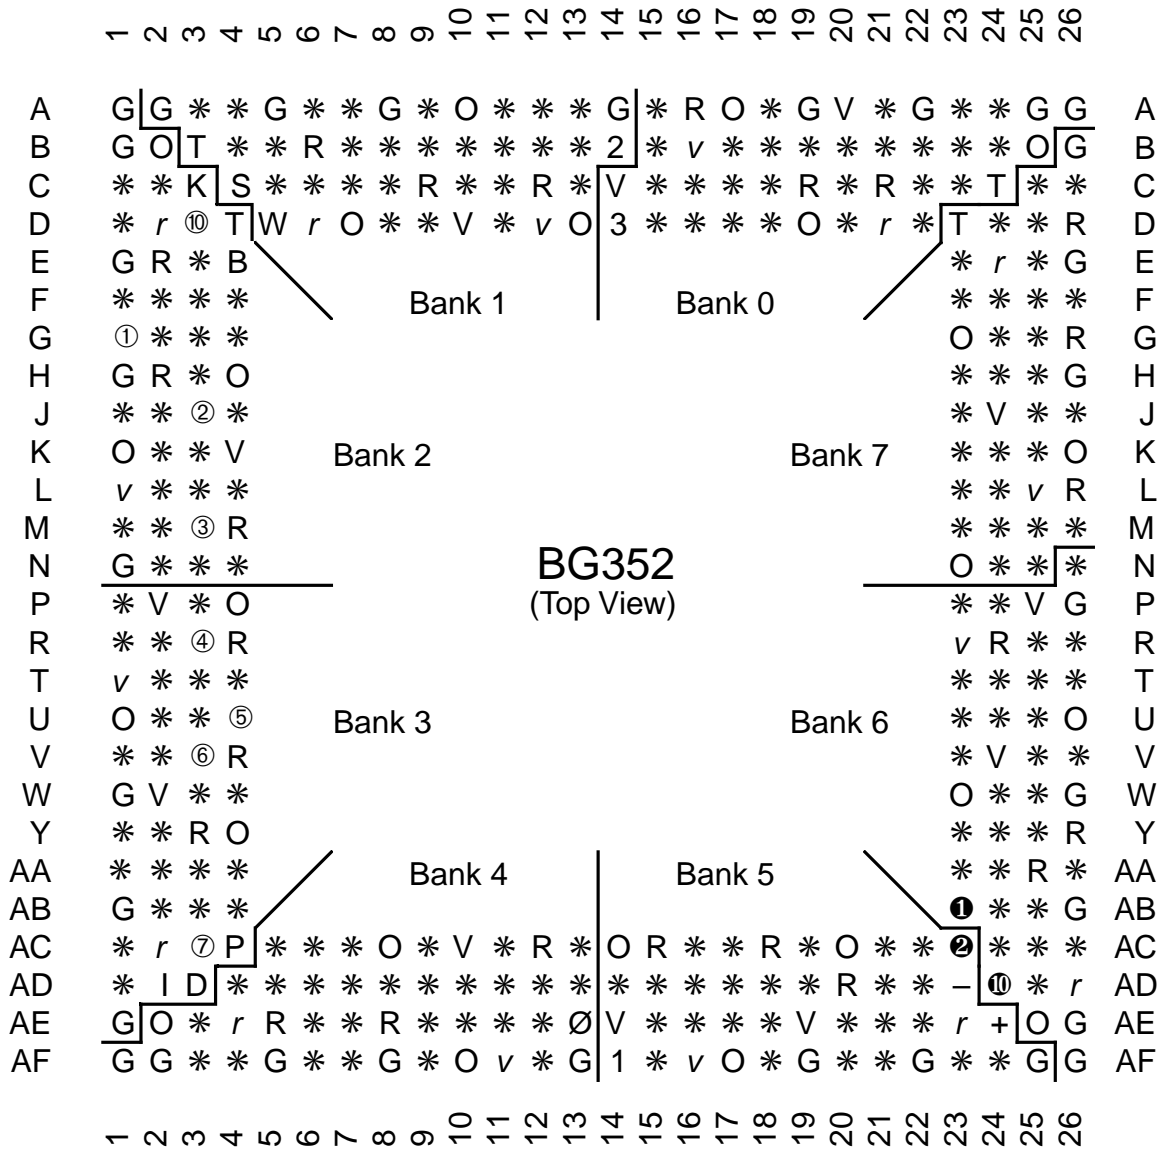 1 2 3 4 5 6 7 8 9 10 11 12 13 14 15 16 17 18 19 20 21 22 23 24 25 26
A G G ✳ ✳ G ✳ ✳ G ✳ O ✳ ✳ ✳ G ✳ R O ✳ G V ✳ G ✳ ✳ G G A
B G O T ✳ ✳ R ✳ ✳ ✳ ✳ ✳ ✳ ✳ 2 ✳ v ✳ ✳ ✳ ✳ ✳ ✳ ✳ ✳ O G B
C ✳ ✳ K S ✳ ✳ ✳ ✳ R ✳ ✳ R ✳ V ✳ ✳ ✳ ✳ R ✳ R ✳ ✳ T ✳ ✳ C
D ✳ r ⑩ T W r O ✳ ✳ V ✳ v O 3 ✳ ✳ ✳ ✳ O ✳ r ✳ T ✳ ✳ R D
E G R ✳ B ✳ r ✳ G E
F ✳ ✳ ✳ ✳ Bank 1 Bank 0 ✳ ✳ ✳ ✳ F
G ① ✳ ✳ ✳ O ✳ ✳ R G
H G R ✳ O ✳ ✳ ✳ G H
J ✳ ✳ ② ✳ ✳ V ✳ ✳ J
K O ✳ ✳ V Bank 2 Bank 7 ✳ ✳ ✳ O K
L v ✳ ✳ ✳ ✳ ✳ v R L
M ✳ ✳ ③ R ✳ ✳ ✳ ✳ M
N G ✳ ✳ ✳ BG352 O ✳ ✳ ✳ N
P ✳ V ✳ O (Top View) ✳ ✳ V G P
R ✳ ✳ ④ R v R ✳ ✳ R
T v ✳ ✳ ✳ ✳ ✳ ✳ ✳ T
U O ✳ ✳ ⑤ Bank 3 Bank 6 ✳ ✳ ✳ O U
V ✳ ✳ ⑥ R ✳ V ✳ ✳ V
W G V ✳ ✳ O ✳ ✳ G W
Y ✳ ✳ R O ✳ ✳ ✳ R Y
AA ✳ ✳ ✳ ✳ Bank 4 Bank 5 ✳ ✳ R ✳ AA
AB G ✳ ✳ ✳ ❶ ✳ ✳ G AB
AC ✳ r ⑦ P ✳ ✳ ✳ O ✳ V ✳ R ✳ O R ✳ ✳ R ✳ O ✳ ✳ ❷ ✳ ✳ ✳ AC
AD ✳ I D ✳ ✳ ✳ ✳ ✳ ✳ ✳ ✳ ✳ ✳ ✳ ✳ ✳ ✳ ✳ ✳ R ✳ ✳ – ❿ ✳ r AD
AE G O ✳ r R ✳ ✳ R ✳ ✳ ✳ ✳ Ø V ✳ ✳ ✳ ✳ V ✳ ✳ ✳ r + O G AE
AF G G ✳ ✳ G ✳ ✳ G ✳ O v ✳ G 1 ✳ v O ✳ G ✳ ✳ G ✳ ✳ G G AF
1 2 3 4 5 6 7 8 9 10 11 12 13 14 15 16 17 18 19 20 21 22 23 24 25 26